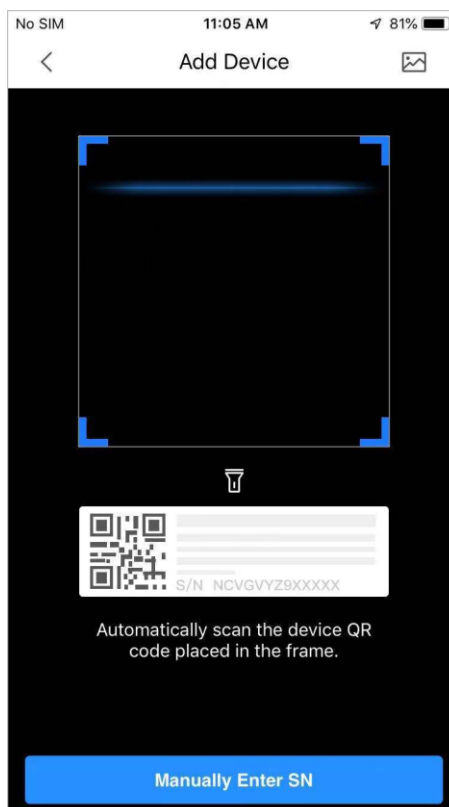 No SIM 11:05 AM 81%
Add Device
S/N NCVGVYZ9XXXXX
Automatically scan the device QR
code placed in the frame.
Manually Enter SN